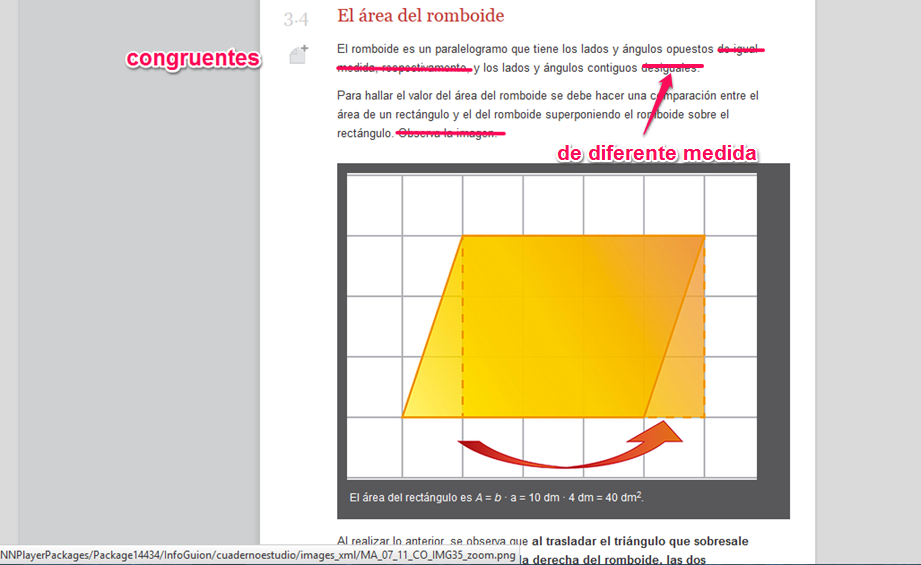 3.4 El área del romboide
congruentes
El romboide es un paralelogramo que tiene los lados y ángulos opuestos de igual
medida, respectivamente, y los lados y ángulos contiguos desiguales.
Para hallar el valor del área del romboide se debe hacer una comparación entre el
área de un rectángulo y el del romboide superponiendo el romboide sobre el
rectángulo. Observa la imagen.
de diferente medida
El área del rectángulo es A = b · a = 10 dm · 4 dm = 40 dm².
Al realizar lo anterior, se observa que al trasladar el triángulo que sobresale
NNPlayerPackages/Package14434/InfoGuion/cuadernoestudio/images_xml/MA_07_11_CO_IMG35_zoom.png
la derecha del romboide, las dos